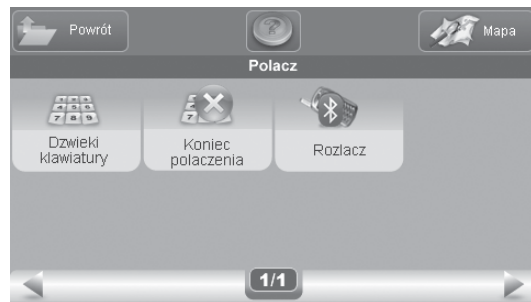 Powrót
Mapa
Polacz
Dzwieki
klawiatury
Koniec
polaczenia
Rozlacz
1/1